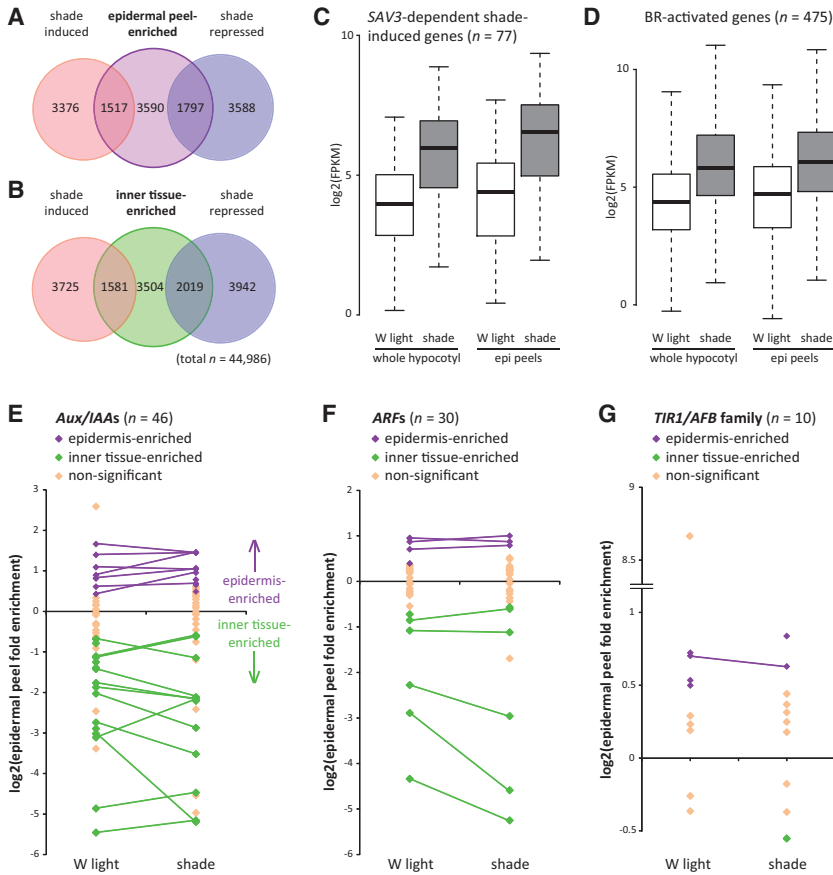 A
shade induced
epidermal peel-enriched
shade repressed
3376
1517
3590
1797
3588
B
shade induced
inner tissue-enriched
shade repressed
3725
1581
3504
2019
3942
(total n = 44,986)
C
SAV3-dependent shade-
induced genes (n = 77)
log2(FPKM)
10
5
0
W light
shade
W light
shade
whole hypocotyl
epi peels
D
BR-activated genes (n = 475)
log2(FPKM)
10
5
0
W light
shade
W light
shade
whole hypocotyl
epi peels
E
Aux/IAAs (n = 46)
epidermis-enriched
inner tissue-enriched
non-significant
log2(epidermal peel fold enrichment)
3
2
1
0
-1
-2
-3
-4
-5
-6
epidermis-
enriched
inner tissue-
enriched
W light
shade
F
ARFs (n = 30)
epidermis-enriched
inner tissue-enriched
non-significant
log2(epidermal peel fold enrichment)
2
1
0
-1
-2
-3
-4
-5
-6
W light
shade
G
TIR1/AFB family (n = 10)
epidermis-enriched
inner tissue-enriched
non-significant
log2(epidermal peel fold enrichment)
9
8.5
1
0.5
0
-0.5
W light
shade